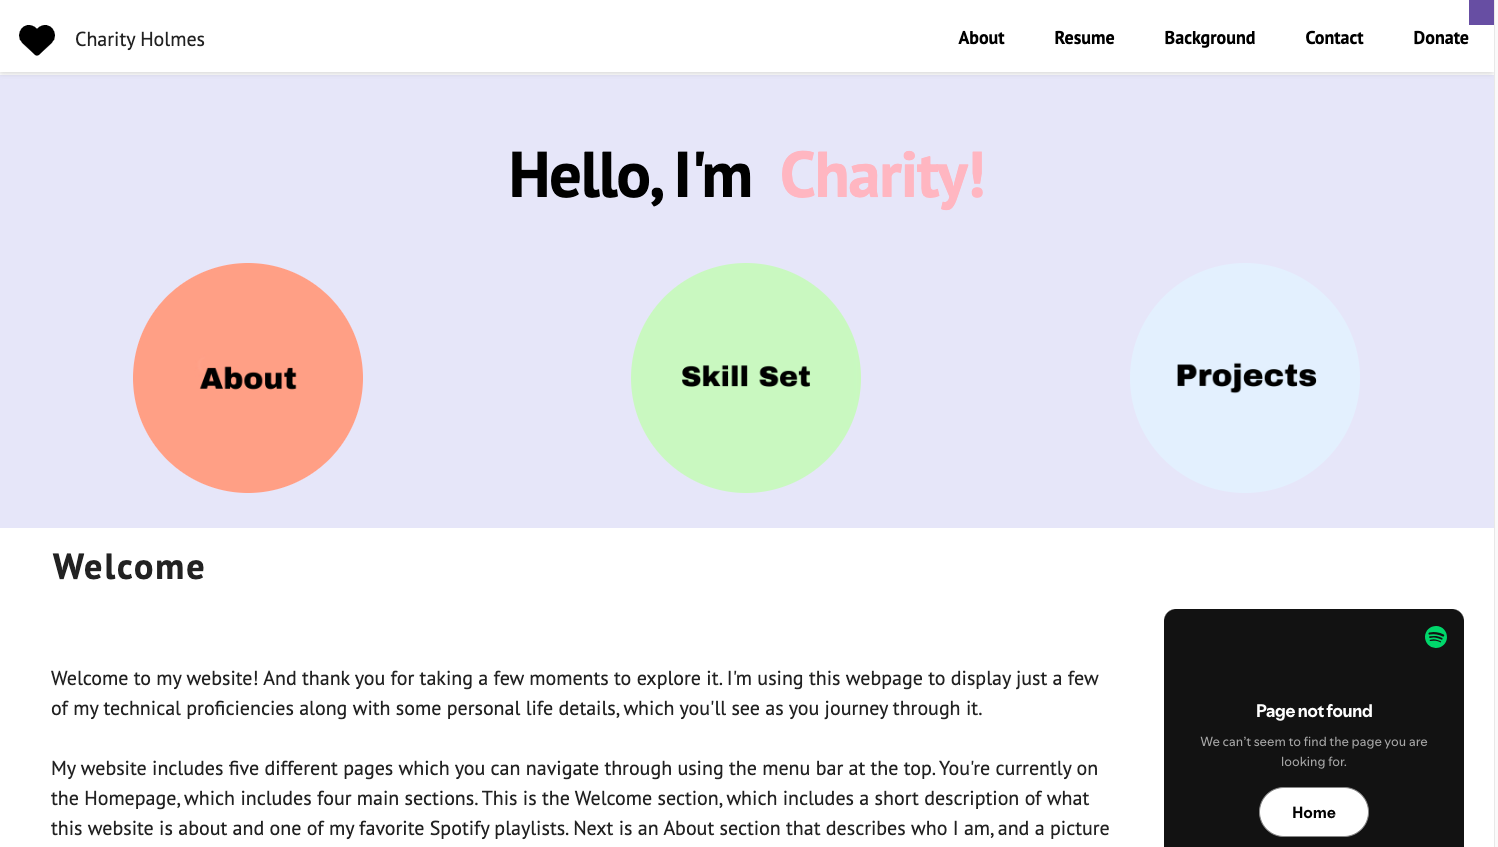 Charity Holmes
About Resume Background Contact Donate
Hello, I'm Charity!
About
Skill Set
Projects
Welcome
Welcome to my website! And thank you for taking a few moments to explore it. I'm using this webpage to display just a few
of my technical proficiencies along with some personal life details, which you'll see as you journey through it.
My website includes five different pages which you can navigate through using the menu bar at the top. You're currently on
the Homepage, which includes four main sections. This is the Welcome section, which includes a short description of what
this website is about and one of my favorite Spotify playlists. Next is an About section that describes who I am, and a picture
Page not found
We can't seem to find the page you are
looking for.
Home